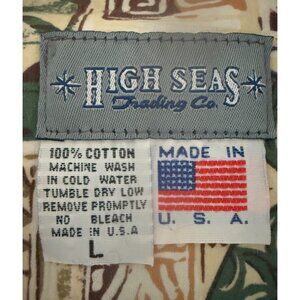 HIGH SEAS
Trading Co.
100% COTTON
MACHINE WASH
IN COLD WATER
TUMBLE DRY LOW
REMOVE PROMPTLY
NO BLEACH
MADE IN U.S.A
L
MADE IN
U. S. A.